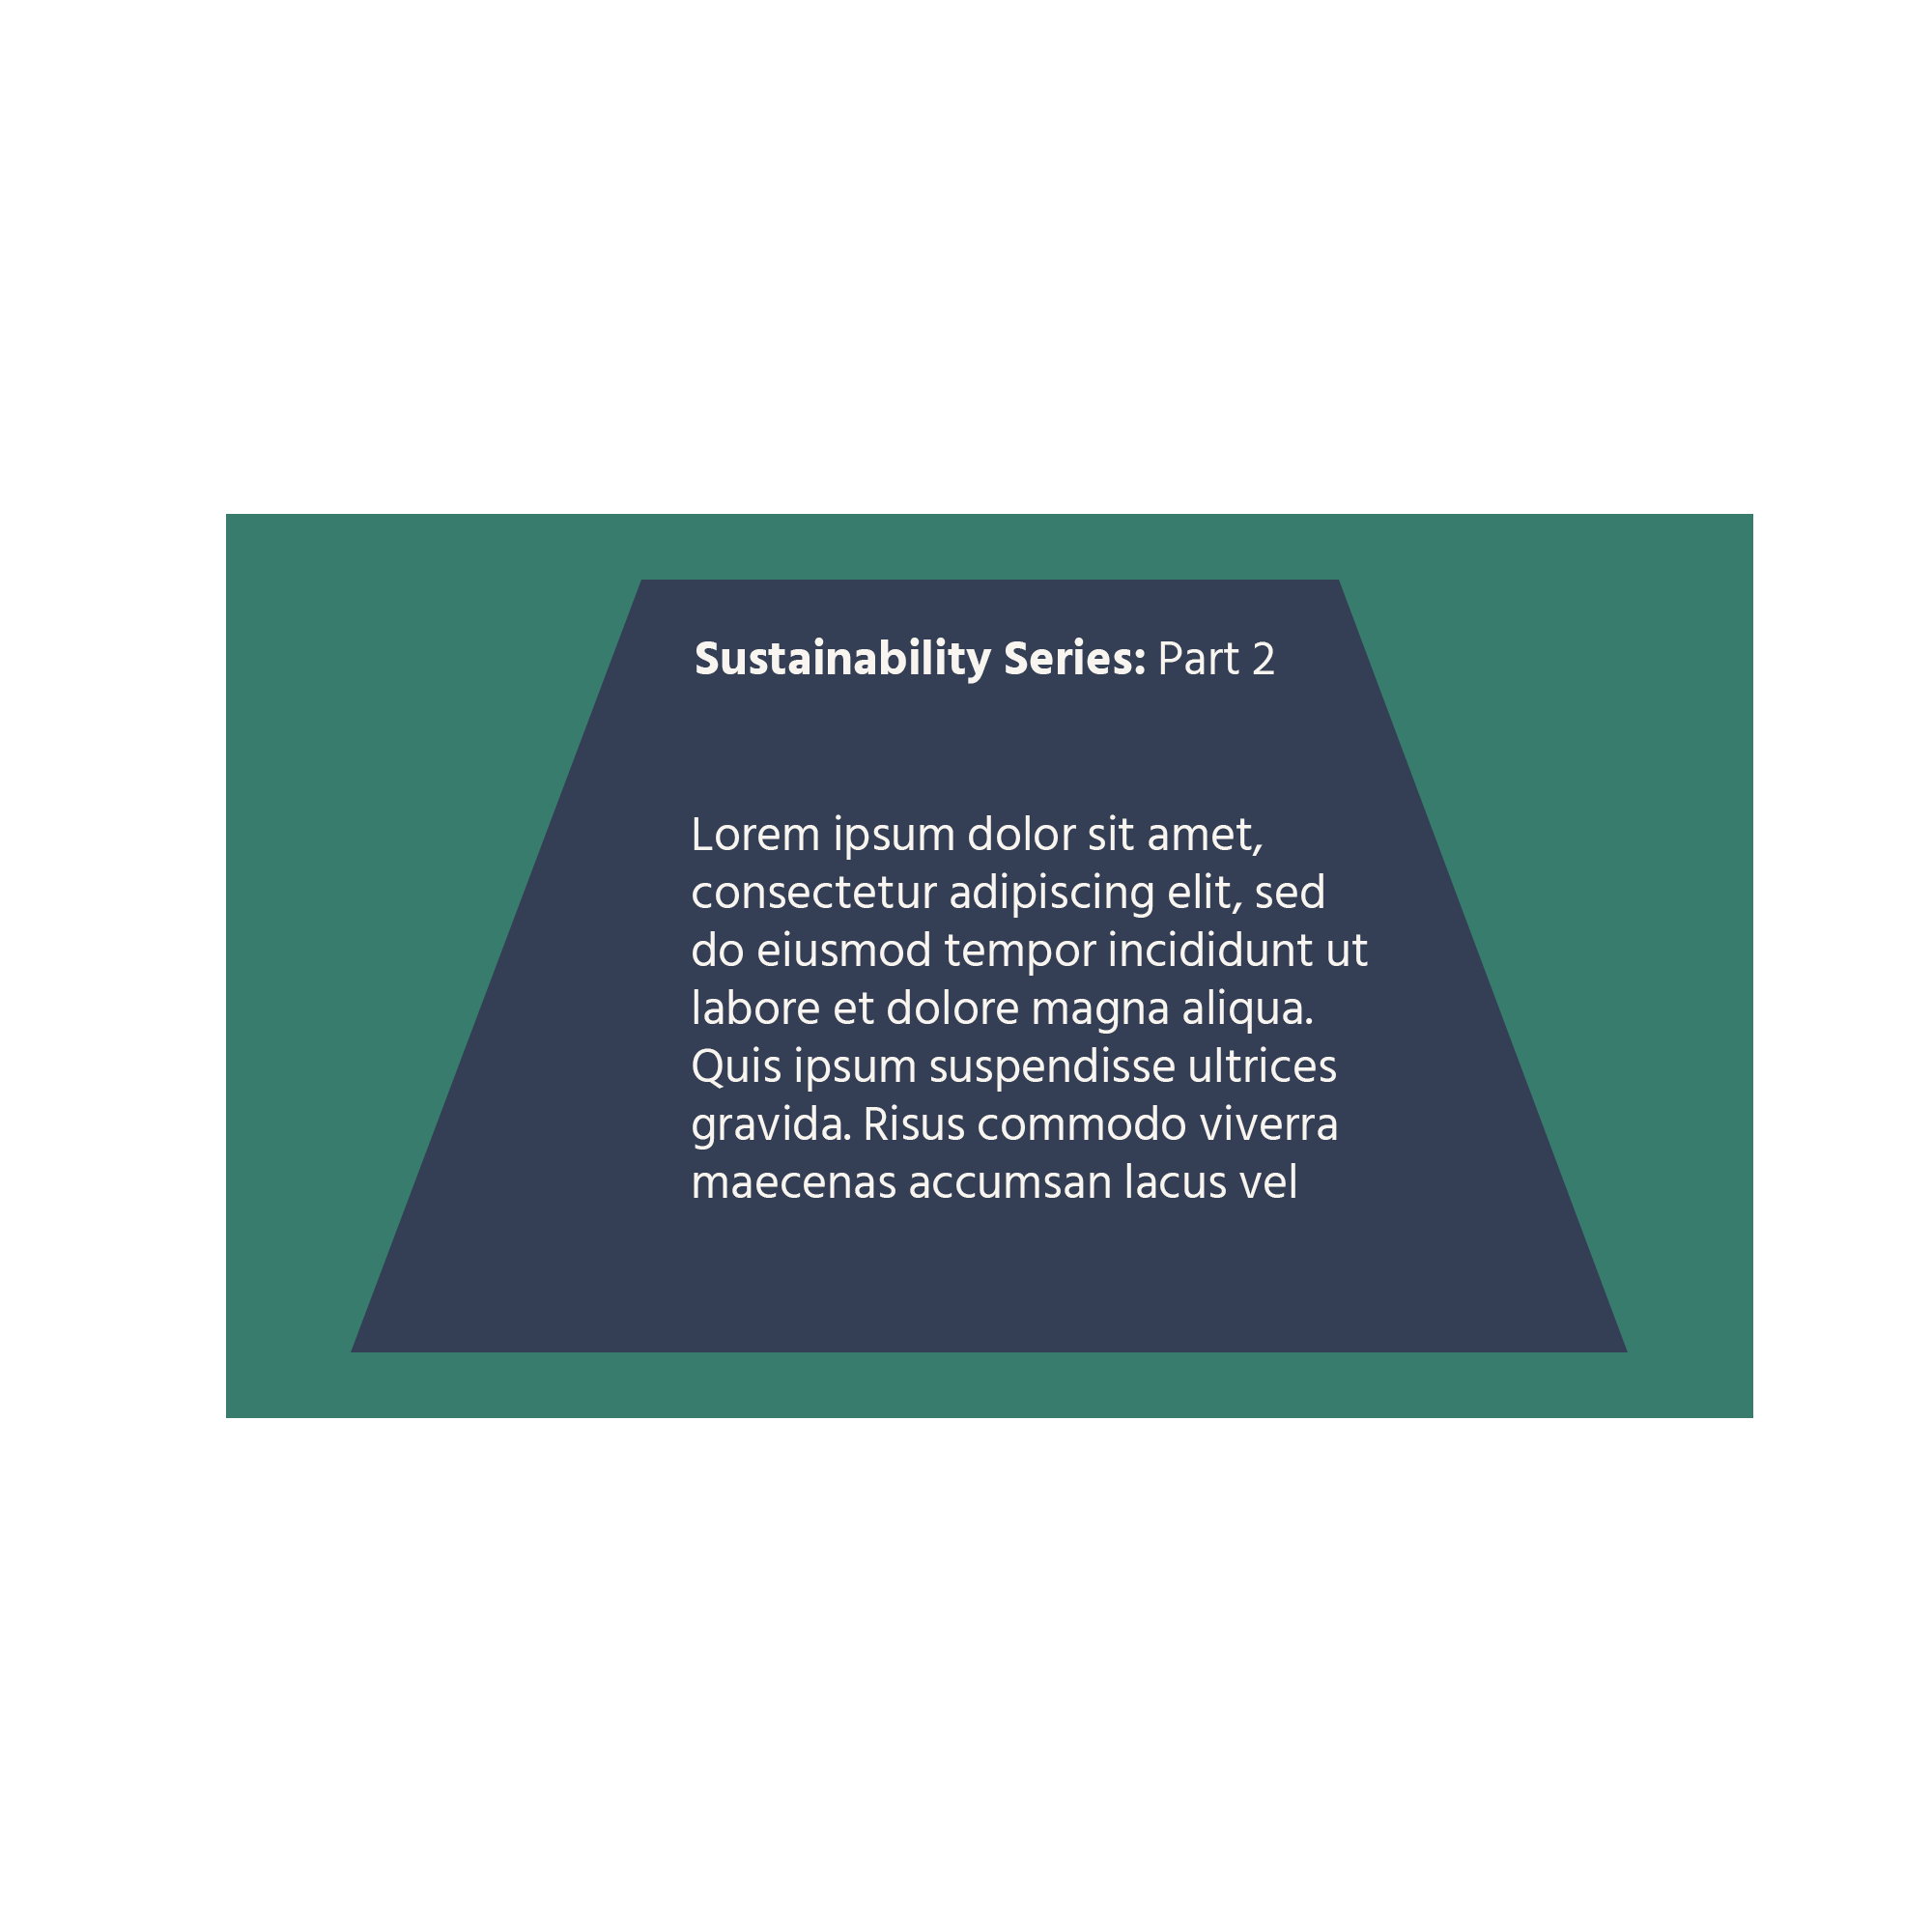 Sustainability Series: Part 2
Lorem ipsum dolor sit amet,
consectetur adipiscing elit, sed
do eiusmod tempor incididunt ut
labore et dolore magna aliqua.
Quis ipsum suspendisse ultrices
gravida. Risus commodo viverra
maecenas accumsan lacus vel